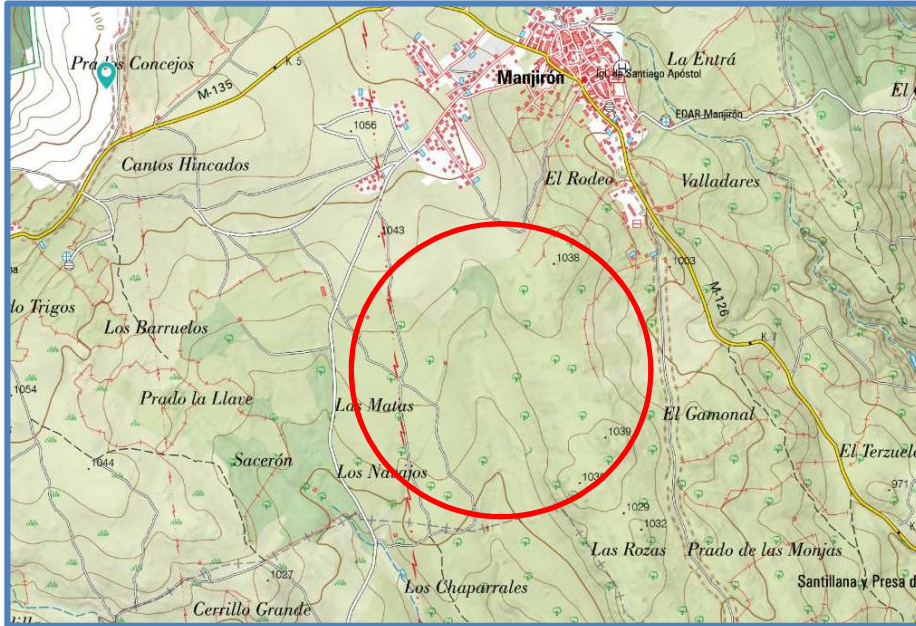 1100
Prados Concejos
La Entrá
Manjirón
Igl. de Santiago Apóstol
K 5
M-135
El
EDAR Manjirón
1056
Cantos Hincados
El Rodeo
Valladares
1043
1038
1003
M-126
lo Trigos
Los Barruelos
K 7
1054
Prado la Llave
Las Matas
El Gamonal
1039
El Terzuelo
1044
Sacerón
Los Navajos
971
1029
1032
Las Rozas
Prado de las Monjas
1027
Los Chaparrales
Santillana y Presa d
Cerrillo Grande